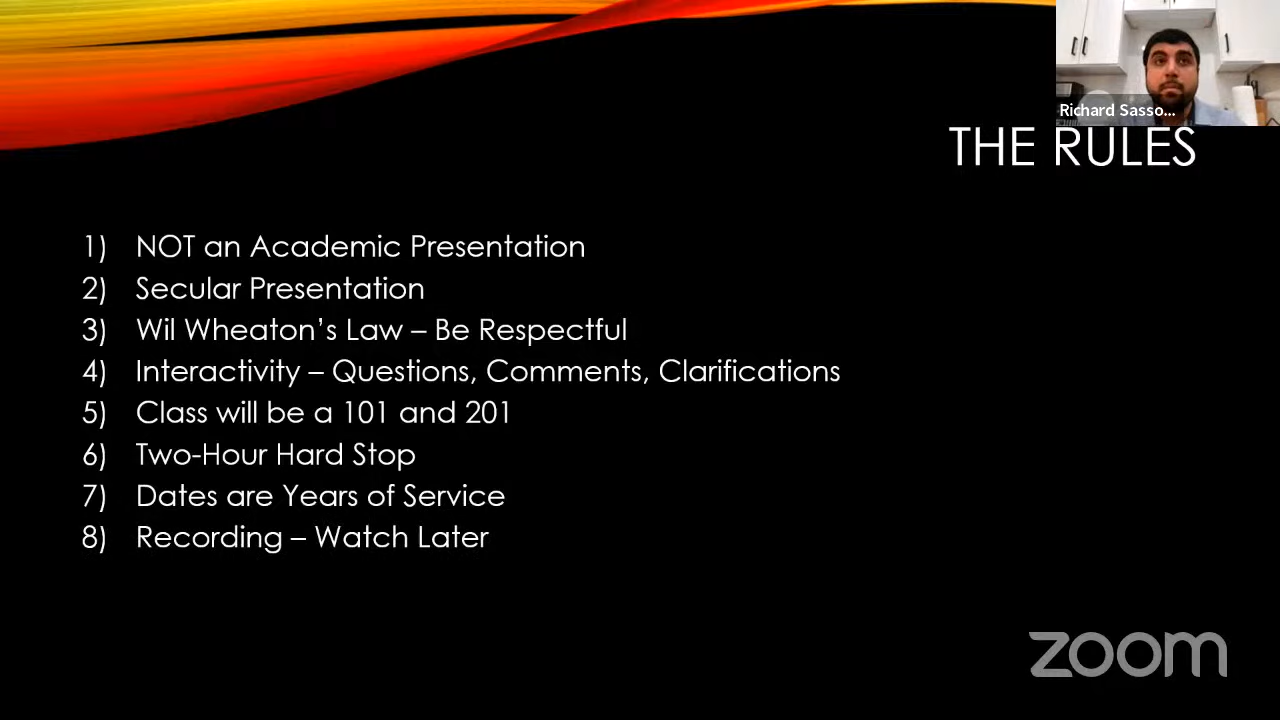 Richard Sasso...
THE RULES
1) NOT an Academic Presentation
2) Secular Presentation
3) Wil Wheaton’s Law – Be Respectful
4) Interactivity – Questions, Comments, Clarifications
5) Class will be a 101 and 201
6) Two-Hour Hard Stop
7) Dates are Years of Service
8) Recording – Watch Later
zoom